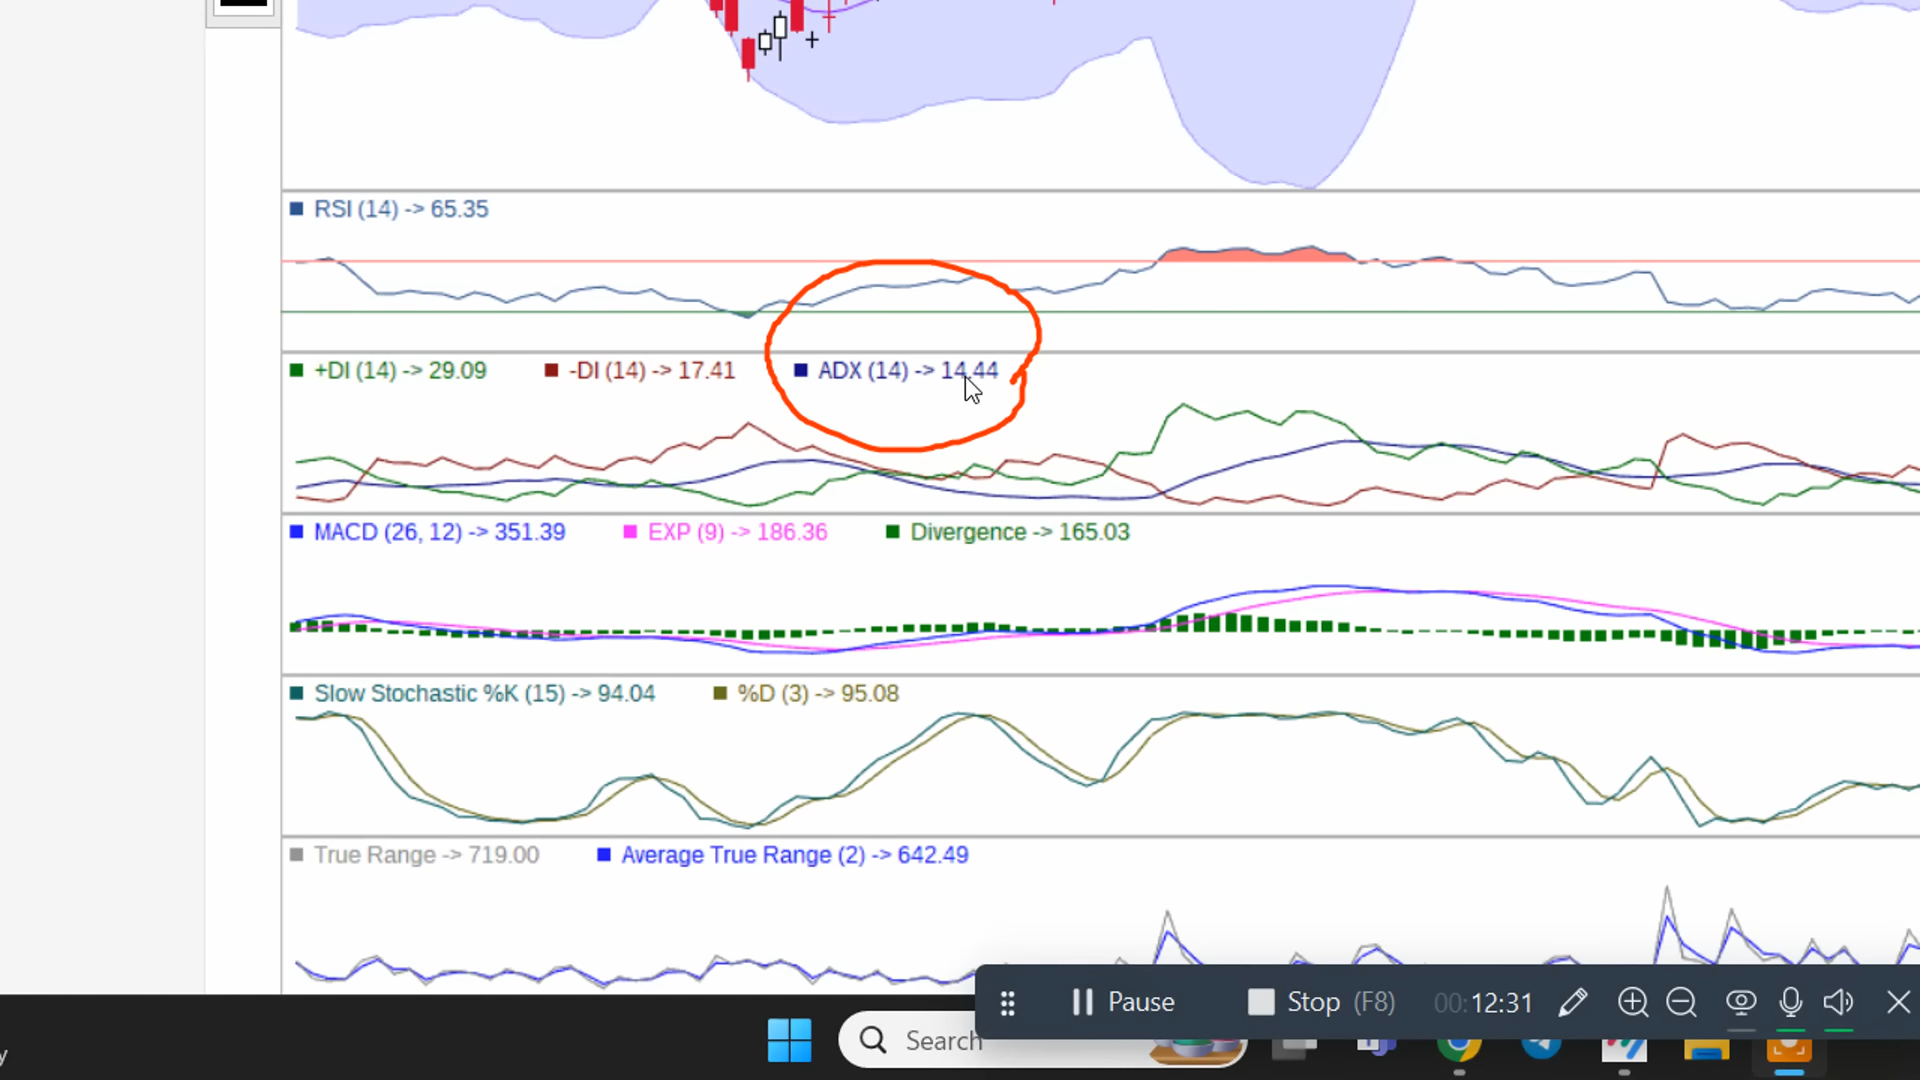 RSI (14) -> 65.35
+DI (14) -> 29.09 -DI (14) -> 17.41 ADX (14) -> 14.44
MACD (26, 12) -> 351.39 EXP (9) -> 186.36 Divergence -> 165.03
Slow Stochastic %K (15) -> 94.04 %D (3) -> 95.08
True Range -> 719.00 Average True Range (2) -> 642.49
Pause Stop (F8) 00:12:31
Search
y